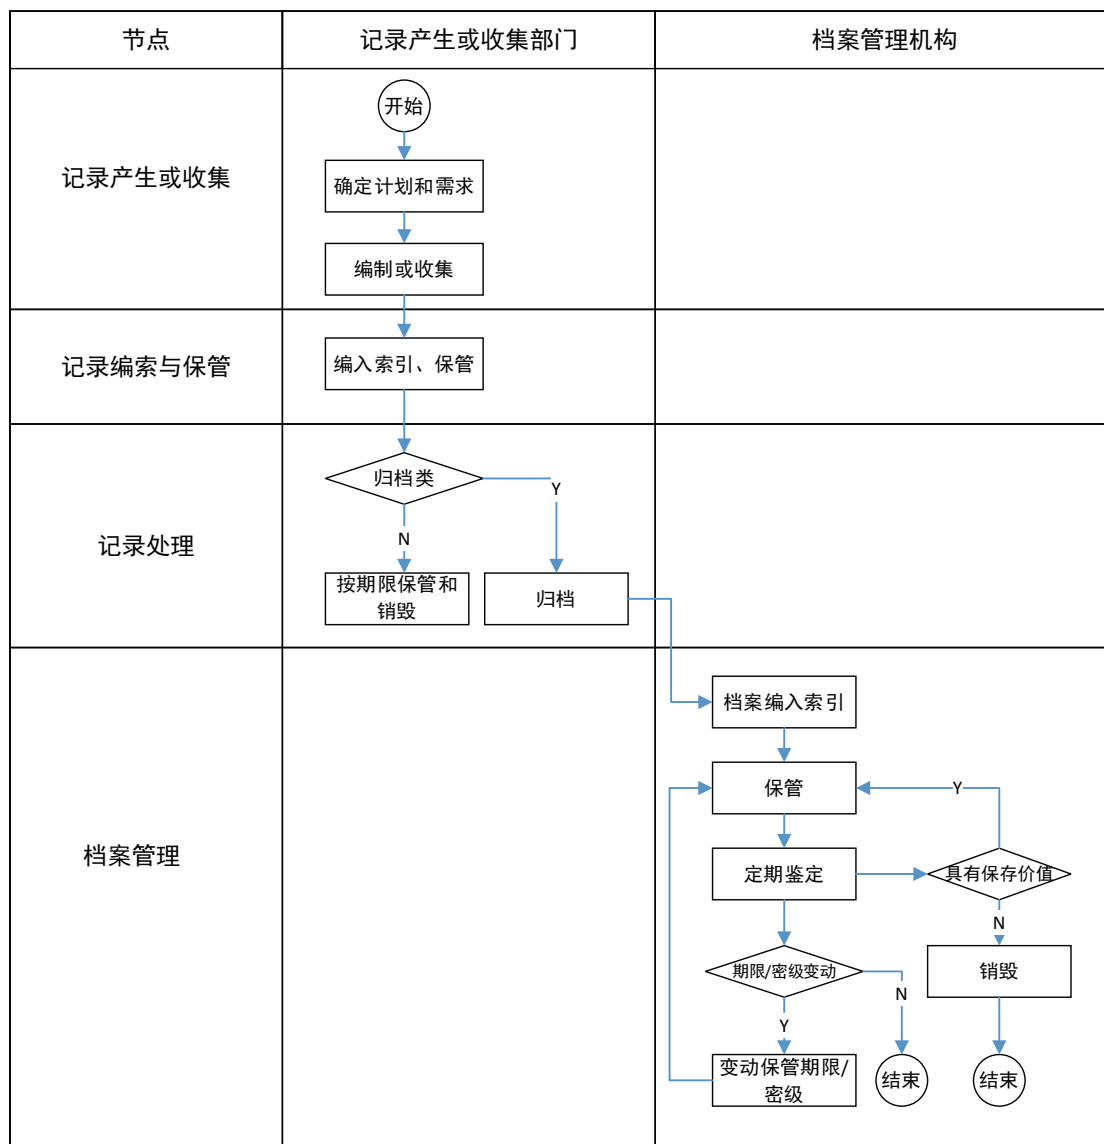 节点
记录产生或收集部门
档案管理机构
记录产生或收集
开始
确定计划和需求
编制或收集
记录编索与保管
编入索引、保管
记录处理
归档类
Y
N
按期限保管和
销毁
归档
档案管理
档案编入索引
保管
Y
定期鉴定
具有保存价值
N
期限/密级变动
销毁
N
Y
变动保管期限/
密级
结束
结束